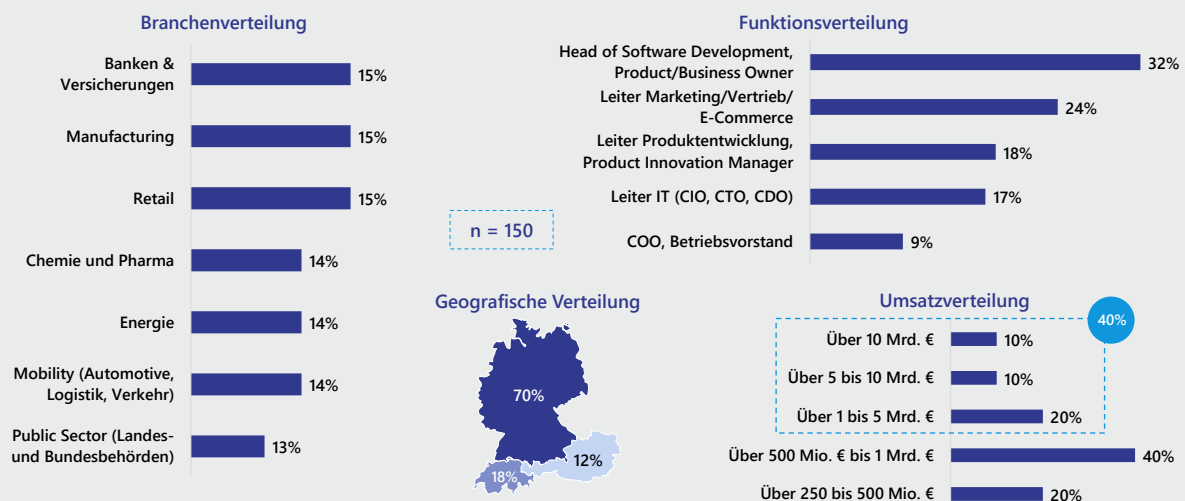 Branchenverteilung
Banken &
Versicherungen
15%
Manufacturing
15%
Retail
15%
Chemie und Pharma
14%
Energie
14%
Mobility (Automotive,
Logistik, Verkehr)
14%
Public Sector (Landes-
und Bundesbehörden)
13%
n = 150
Funktionsverteilung
Head of Software Development,
Product/Business Owner
32%
Leiter Marketing/Vertrieb/
E-Commerce
24%
Leiter Produktentwicklung,
Product Innovation Manager
18%
Leiter IT (CIO, CTO, CDO)
17%
COO, Betriebsvorstand
9%
Geografische Verteilung
70%
12%
18%
Umsatzverteilung
40%
Über 10 Mrd. €
10%
Über 5 bis 10 Mrd. €
10%
Über 1 bis 5 Mrd. €
20%
Über 500 Mio. € bis 1 Mrd. €
40%
Über 250 bis 500 Mio. €
20%